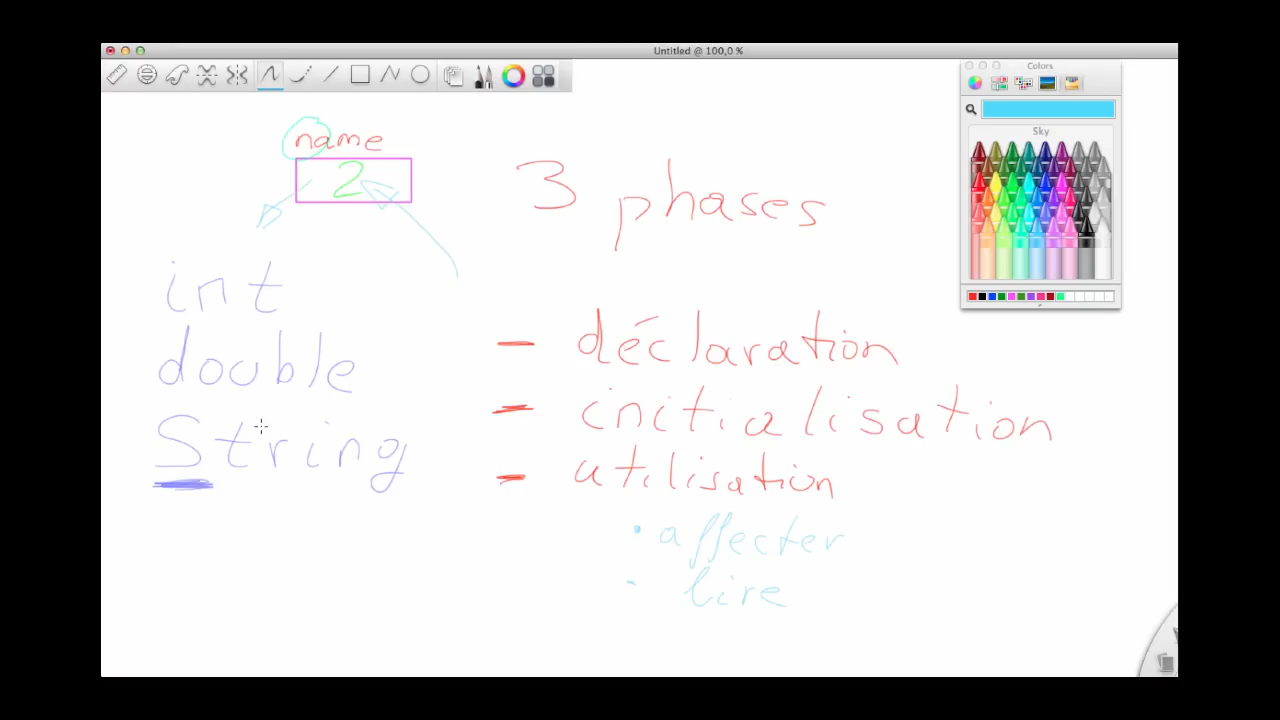 Untitled @ 100,0 %
Colors
Sky
name
2
3 phases
int
double
String
- déclaration
- initialisation
- utilisation
• affecter
• lire